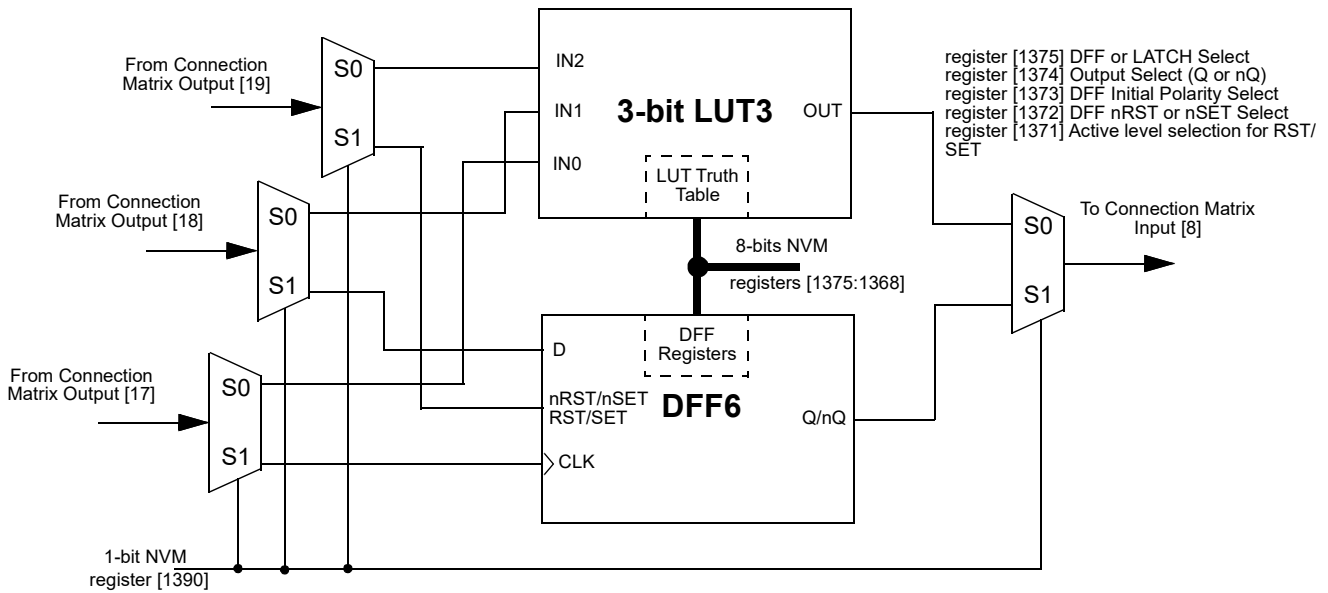 From Connection
Matrix Output [19]
S0
S1
IN2
IN1
IN0
3-bit LUT3
OUT
LUT Truth
Table
register [1375] DFF or LATCH Select
register [1374] Output Select (Q or nQ)
register [1373] DFF Initial Polarity Select
register [1372] DFF nRST or nSET Select
register [1371] Active level selection for RST/
SET
From Connection
Matrix Output [18]
S0
S1
8-bits NVM
registers [1375:1368]
To Connection Matrix
Input [8]
S0
S1
From Connection
Matrix Output [17]
S0
S1
D
nRST/nSET
RST/SET
CLK
DFF
Registers
DFF6
Q/nQ
1-bit NVM
register [1390]